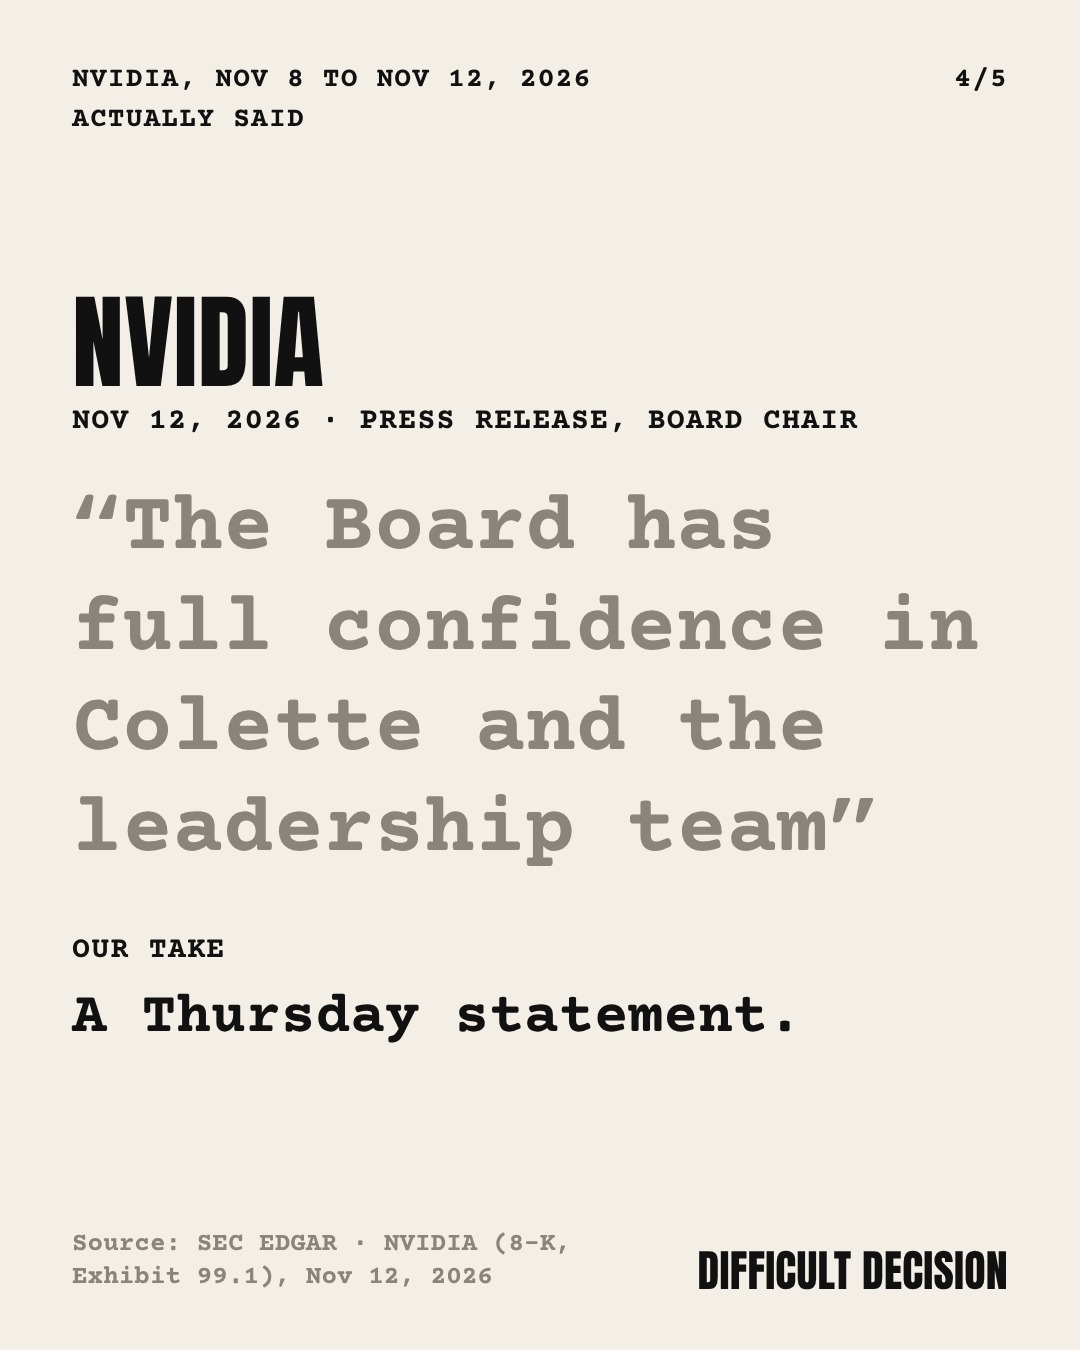 NVIDIA, NOV 8 TO NOV 12, 2026
4/5
ACTUALLY SAID
NVIDIA
NOV 12, 2026 · PRESS RELEASE, BOARD CHAIR
“The Board has
full confidence in
Colette and the
leadership team”
OUR TAKE
A Thursday statement.
Source: SEC EDGAR · NVIDIA (8-K,
Exhibit 99.1), Nov 12, 2026
DIFFICULT DECISION